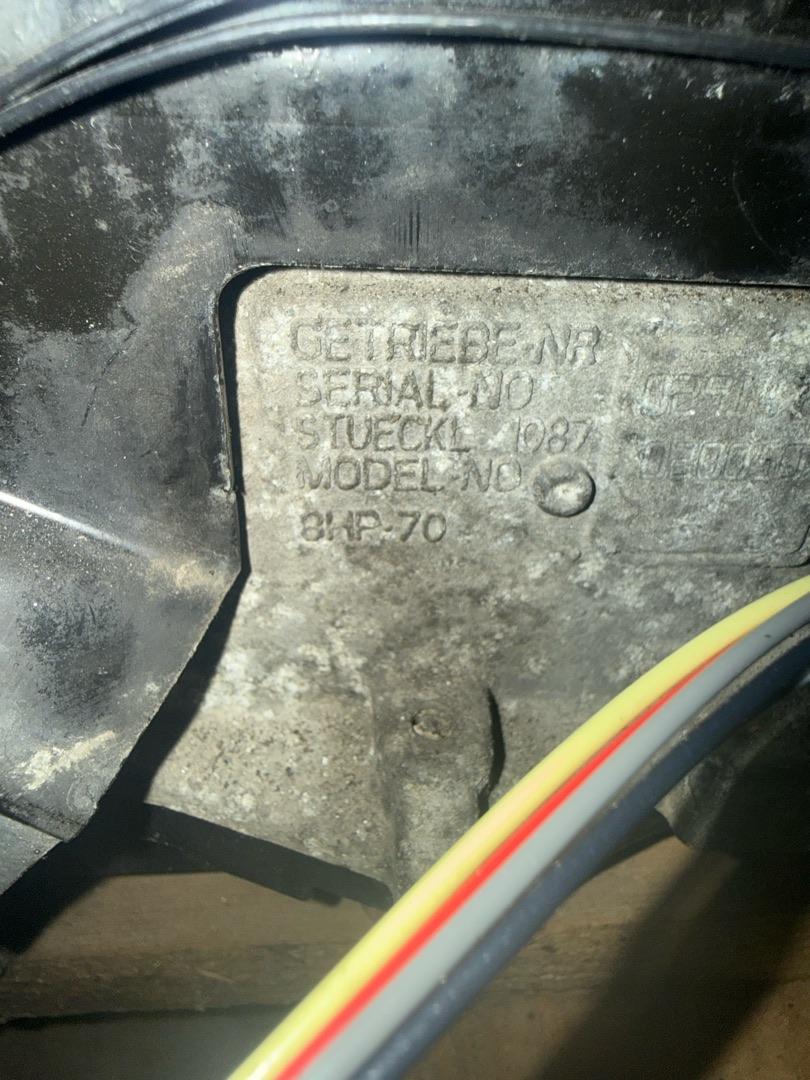 GETRIEBE-NR
SERIAL-NO
STUECKL 1087
MODEL-NO
8HP-70